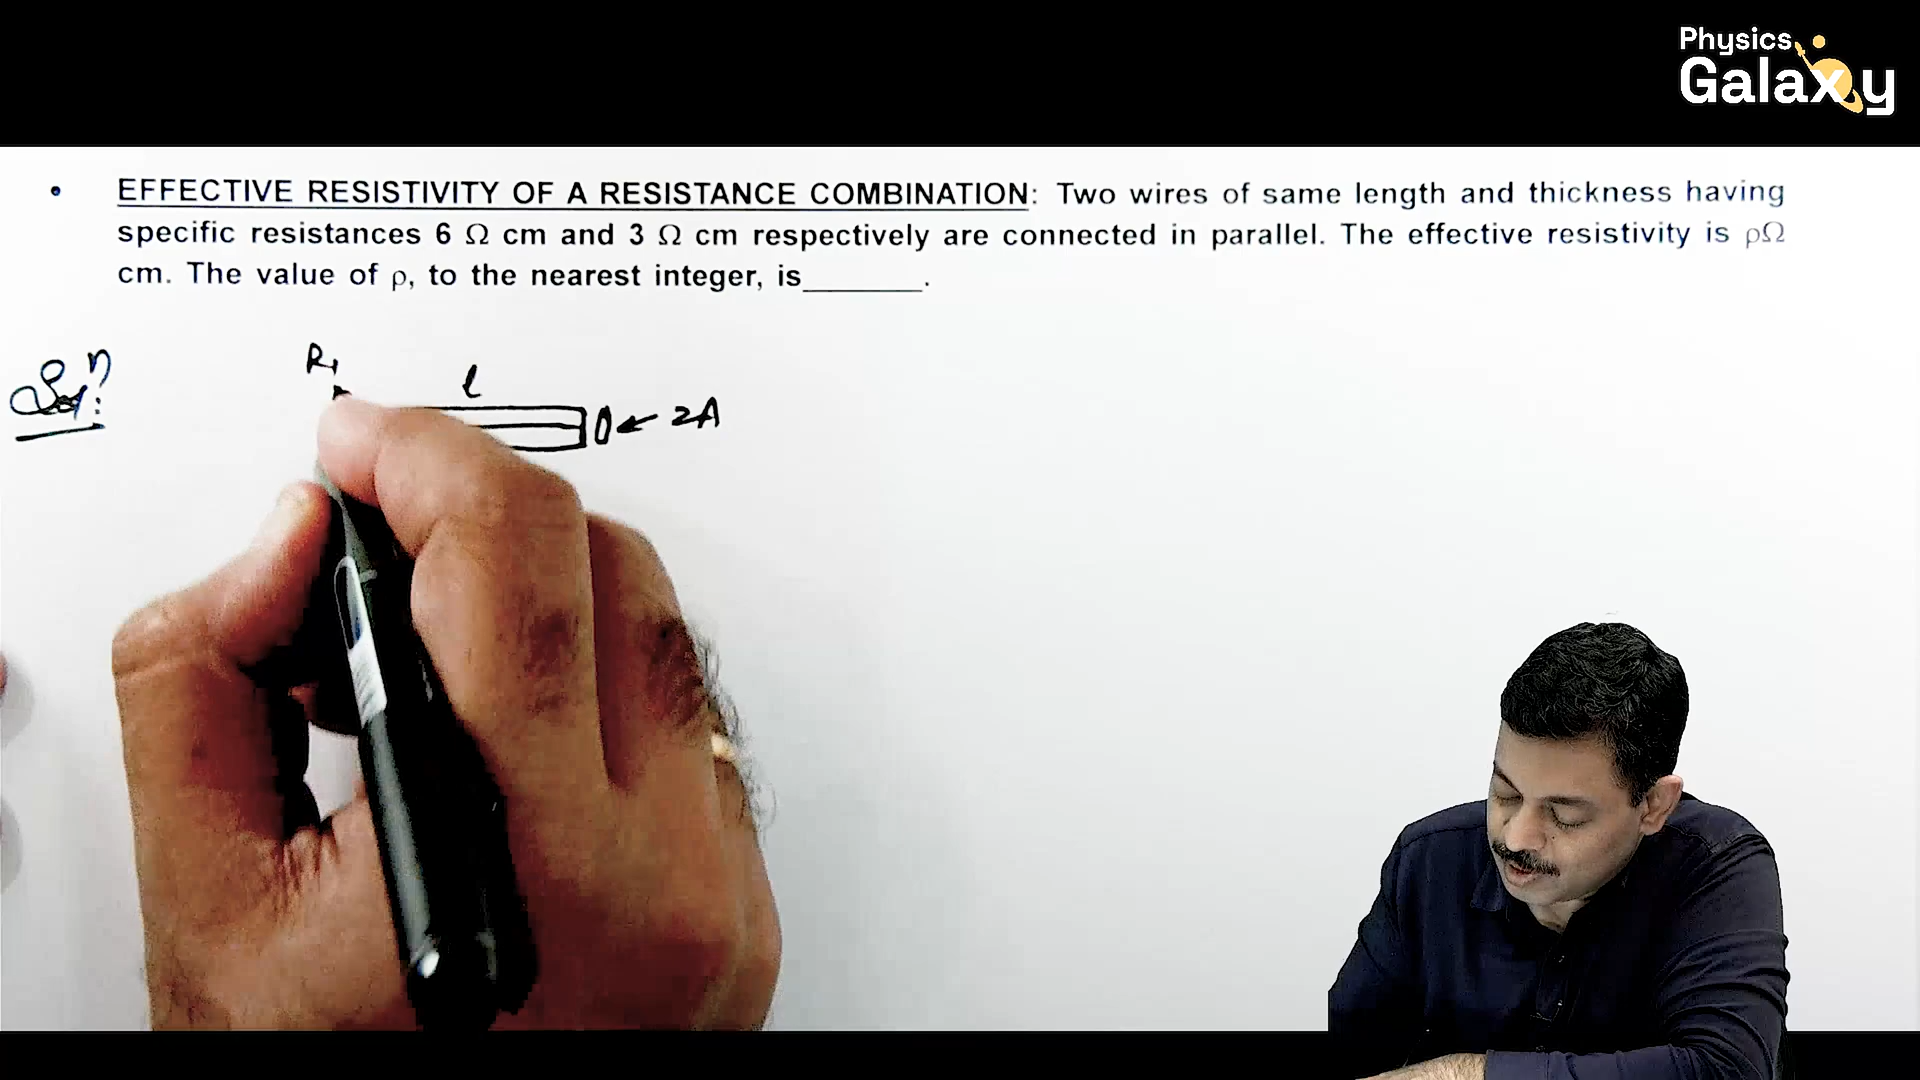 Physics
Galaxy
• EFFECTIVE RESISTIVITY OF A RESISTANCE COMBINATION: Two wires of same length and thickness having
specific resistances 6 Ω cm and 3 Ω cm respectively are connected in parallel. The effective resistivity is ρΩ
cm. The value of ρ, to the nearest integer, is_______.
Solⁿ:
R₁
l
2A